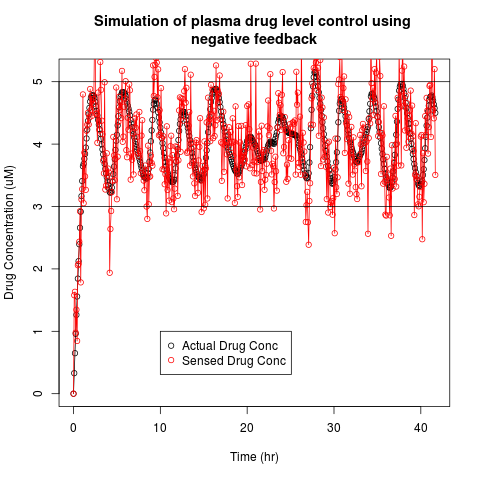 Simulation of plasma drug level control using
negative feedback
Drug Concentration (uM)
5
4
3
2
1
0
Actual Drug Conc
Sensed Drug Conc
0 10 20 30 40
Time (hr)